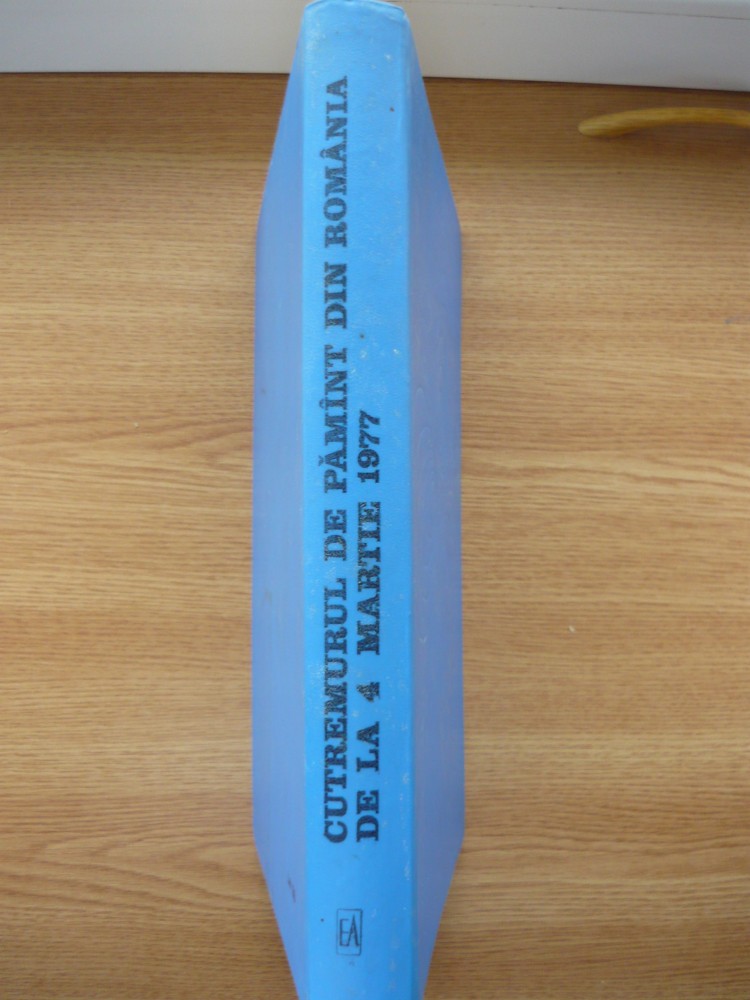 CUTREMURUL DE PĂMÎNT DIN ROMÂNIA
DE LA 4 MARTIE 1977
EA